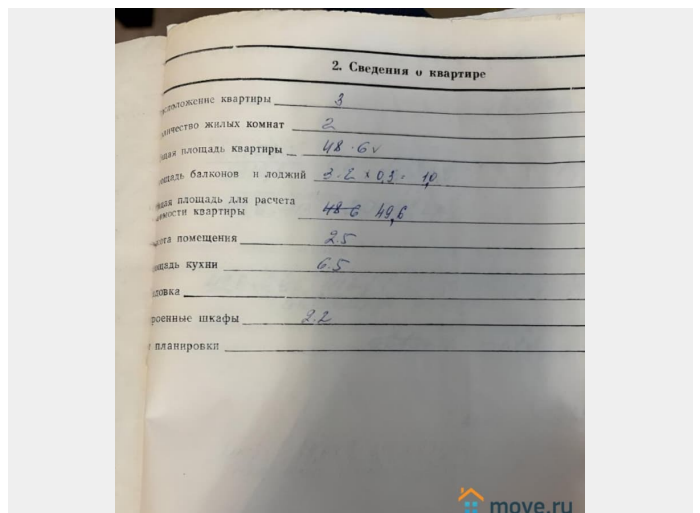 2. Сведения о квартире
сположение квартиры 3
личество жилых комнат 2
щая площадь квартиры 48.6 v
ощадь балконов и лоджий 3.2 x 0,3 = 1,0
щая площадь для расчета
имости квартиры 48 6 49,6
сота помещения 2.5
ощадь кухни 6.5
ловка
роенные шкафы 2.2
планировки
move.ru